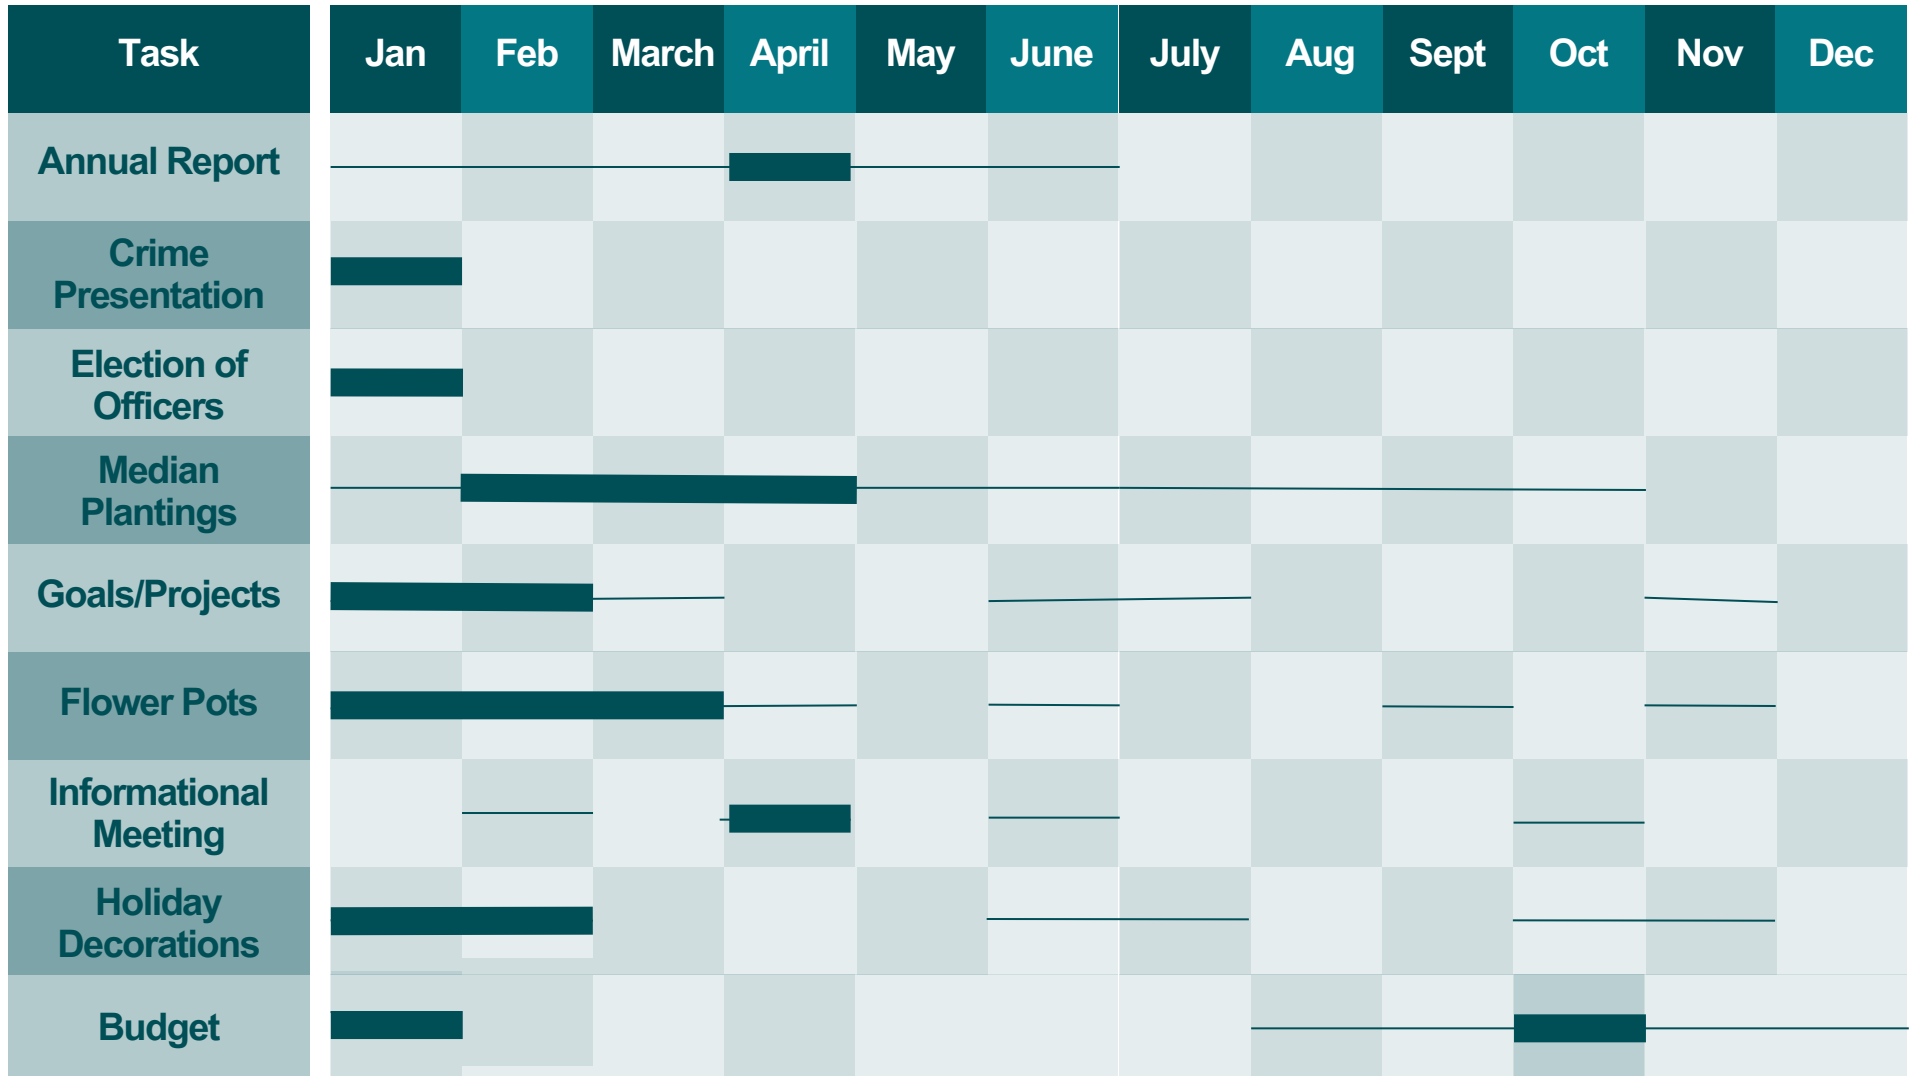 Task Jan Feb March April May June July Aug Sept Oct Nov Dec
Annual Report
Crime
Presentation
Election of
Officers
Median
Plantings
Goals/Projects
Flower Pots
Informational
Meeting
Holiday
Decorations
Budget